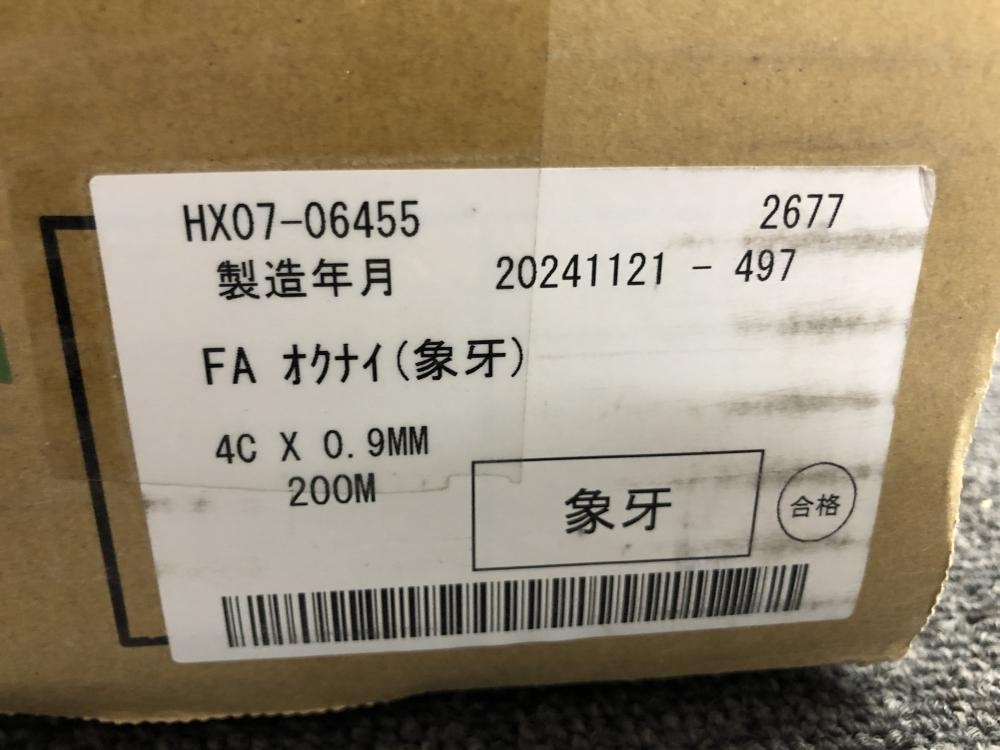 HX07-06455 2677
製造年月 20241121 - 497
FA ｵｸﾅｲ(象牙)
4C X 0.9MM
200M
象牙 合格